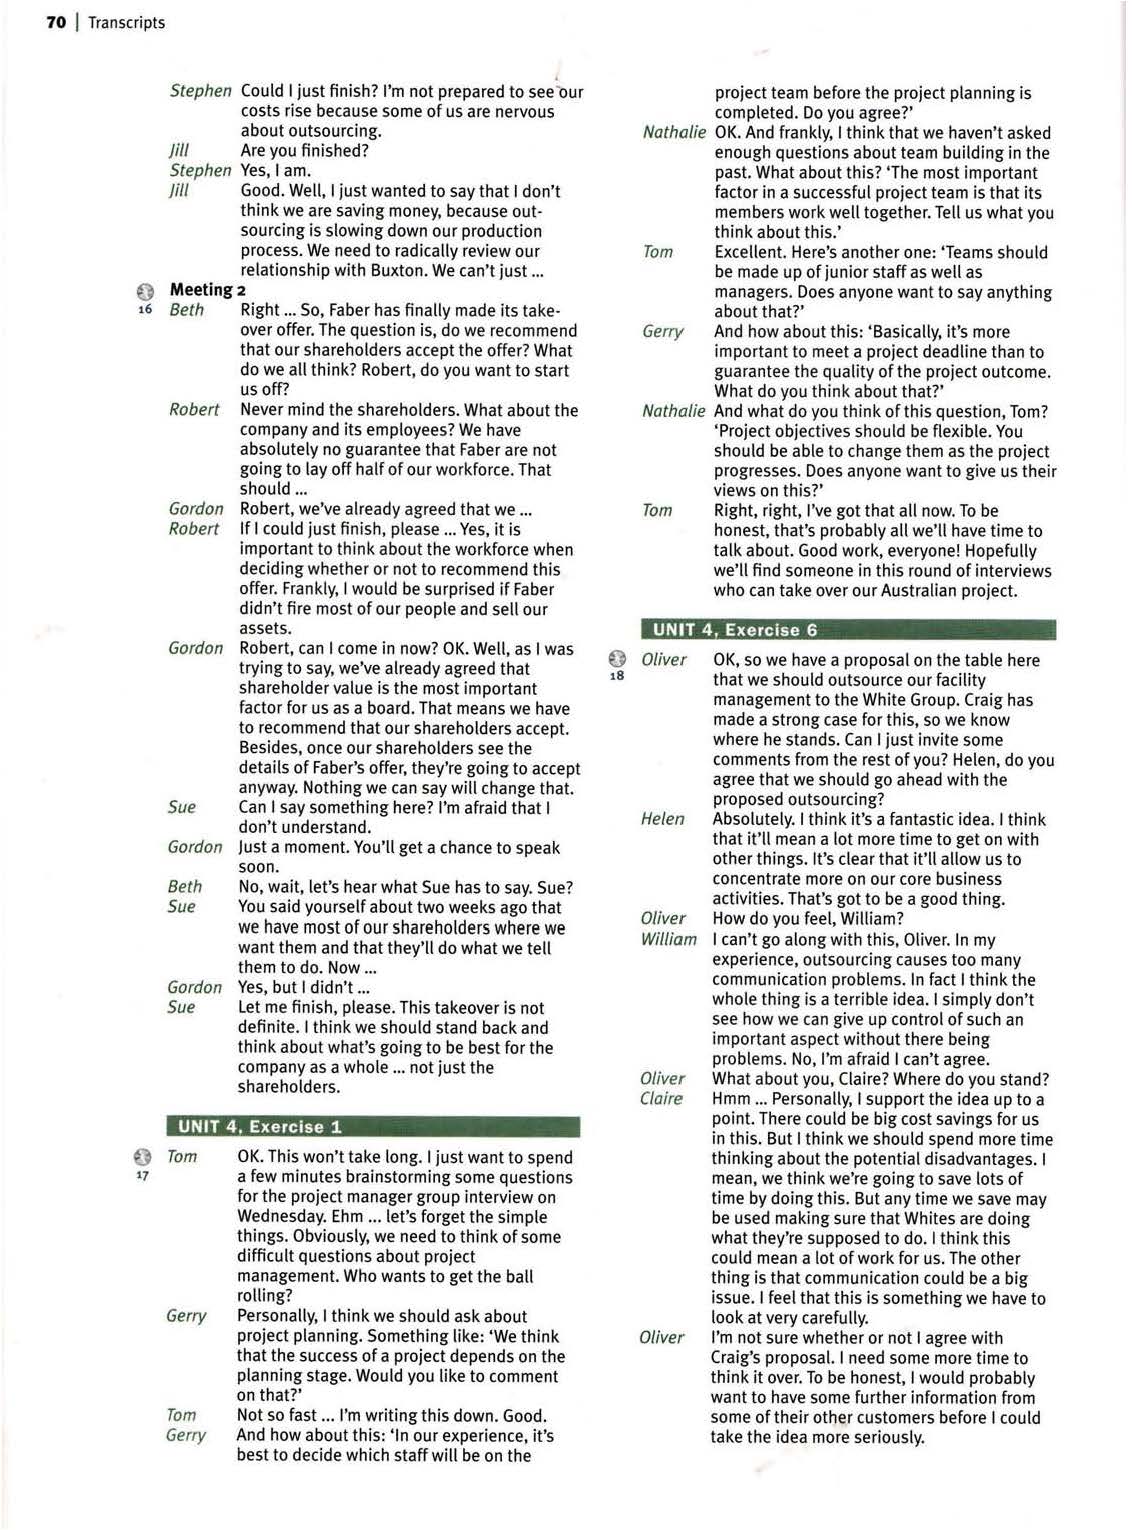 70 | Transcripts
Stephen Could I just finish? I'm not prepared to see our
costs rise because some of us are nervous
about outsourcing.
Jill Are you finished?
Stephen Yes, I am.
Jill Good. Well, I just wanted to say that I don't
think we are saving money, because out-
sourcing is slowing down our production
process. We need to radically review our
relationship with Buxton. We can't just ...
Meeting 2
16 Beth Right ... So, Faber has finally made its take-
over offer. The question is, do we recommend
that our shareholders accept the offer? What
do we all think? Robert, do you want to start
us off?
Robert Never mind the shareholders. What about the
company and its employees? We have
absolutely no guarantee that Faber are not
going to lay off half of our workforce. That
should ...
Gordon Robert, we've already agreed that we ...
Robert If I could just finish, please ... Yes, it is
important to think about the workforce when
deciding whether or not to recommend this
offer. Frankly, I would be surprised if Faber
didn't fire most of our people and sell our
assets.
Gordon Robert, can I come in now? OK. Well, as I was
trying to say, we've already agreed that
shareholder value is the most important
factor for us as a board. That means we have
to recommend that our shareholders accept.
Besides, once our shareholders see the
details of Faber's offer, they're going to accept
anyway. Nothing we can say will change that.
Sue Can I say something here? I'm afraid that I
don't understand.
Gordon Just a moment. You'll get a chance to speak
soon.
Beth No, wait, let's hear what Sue has to say. Sue?
Sue You said yourself about two weeks ago that
we have most of our shareholders where we
want them and that they'll do what we tell
them to do. Now ...
Gordon Yes, but I didn't ...
Sue Let me finish, please. This takeover is not
definite. I think we should stand back and
think about what's going to be best for the
company as a whole ... not just the
shareholders.
UNIT 4, Exercise 1
17 Tom OK. This won't take long. I just want to spend
a few minutes brainstorming some questions
for the project manager group interview on
Wednesday. Ehm ... let's forget the simple
things. Obviously, we need to think of some
difficult questions about project
management. Who wants to get the ball
rolling?
Gerry Personally, I think we should ask about
project planning. Something like: 'We think
that the success of a project depends on the
planning stage. Would you like to comment
on that?'
Tom Not so fast ... I'm writing this down. Good.
Gerry And how about this: 'In our experience, it's
best to decide which staff will be on the
project team before the project planning is
completed. Do you agree?'
Nathalie OK. And frankly, I think that we haven't asked
enough questions about team building in the
past. What about this? 'The most important
factor in a successful project team is that its
members work well together. Tell us what you
think about this.'
Tom Excellent. Here's another one: 'Teams should
be made up of junior staff as well as
managers. Does anyone want to say anything
about that?'
Gerry And how about this: 'Basically, it's more
important to meet a project deadline than to
guarantee the quality of the project outcome.
What do you think about that?'
Nathalie And what do you think of this question, Tom?
'Project objectives should be flexible. You
should be able to change them as the project
progresses. Does anyone want to give us their
views on this?'
Tom Right, right, I've got that all now. To be
honest, that's probably all we'll have time to
talk about. Good work, everyone! Hopefully
we'll find someone in this round of interviews
who can take over our Australian project.
UNIT 4, Exercise 6
18 Oliver OK, so we have a proposal on the table here
that we should outsource our facility
management to the White Group. Craig has
made a strong case for this, so we know
where he stands. Can I just invite some
comments from the rest of you? Helen, do you
agree that we should go ahead with the
proposed outsourcing?
Helen Absolutely. I think it's a fantastic idea. I think
that it'll mean a lot more time to get on with
other things. It's clear that it'll allow us to
concentrate more on our core business
activities. That's got to be a good thing.
Oliver How do you feel, William?
William I can't go along with this, Oliver. In my
experience, outsourcing causes too many
communication problems. In fact I think the
whole thing is a terrible idea. I simply don't
see how we can give up control of such an
important aspect without there being
problems. No, I'm afraid I can't agree.
Oliver What about you, Claire? Where do you stand?
Claire Hmm ... Personally, I support the idea up to a
point. There could be big cost savings for us
in this. But I think we should spend more time
thinking about the potential disadvantages. I
mean, we think we're going to save lots of
time by doing this. But any time we save may
be used making sure that Whites are doing
what they're supposed to do. I think this
could mean a lot of work for us. The other
thing is that communication could be a big
issue. I feel that this is something we have to
look at very carefully.
Oliver I'm not sure whether or not I agree with
Craig's proposal. I need some more time to
think it over. To be honest, I would probably
want to have some further information from
some of their other customers before I could
take the idea more seriously.